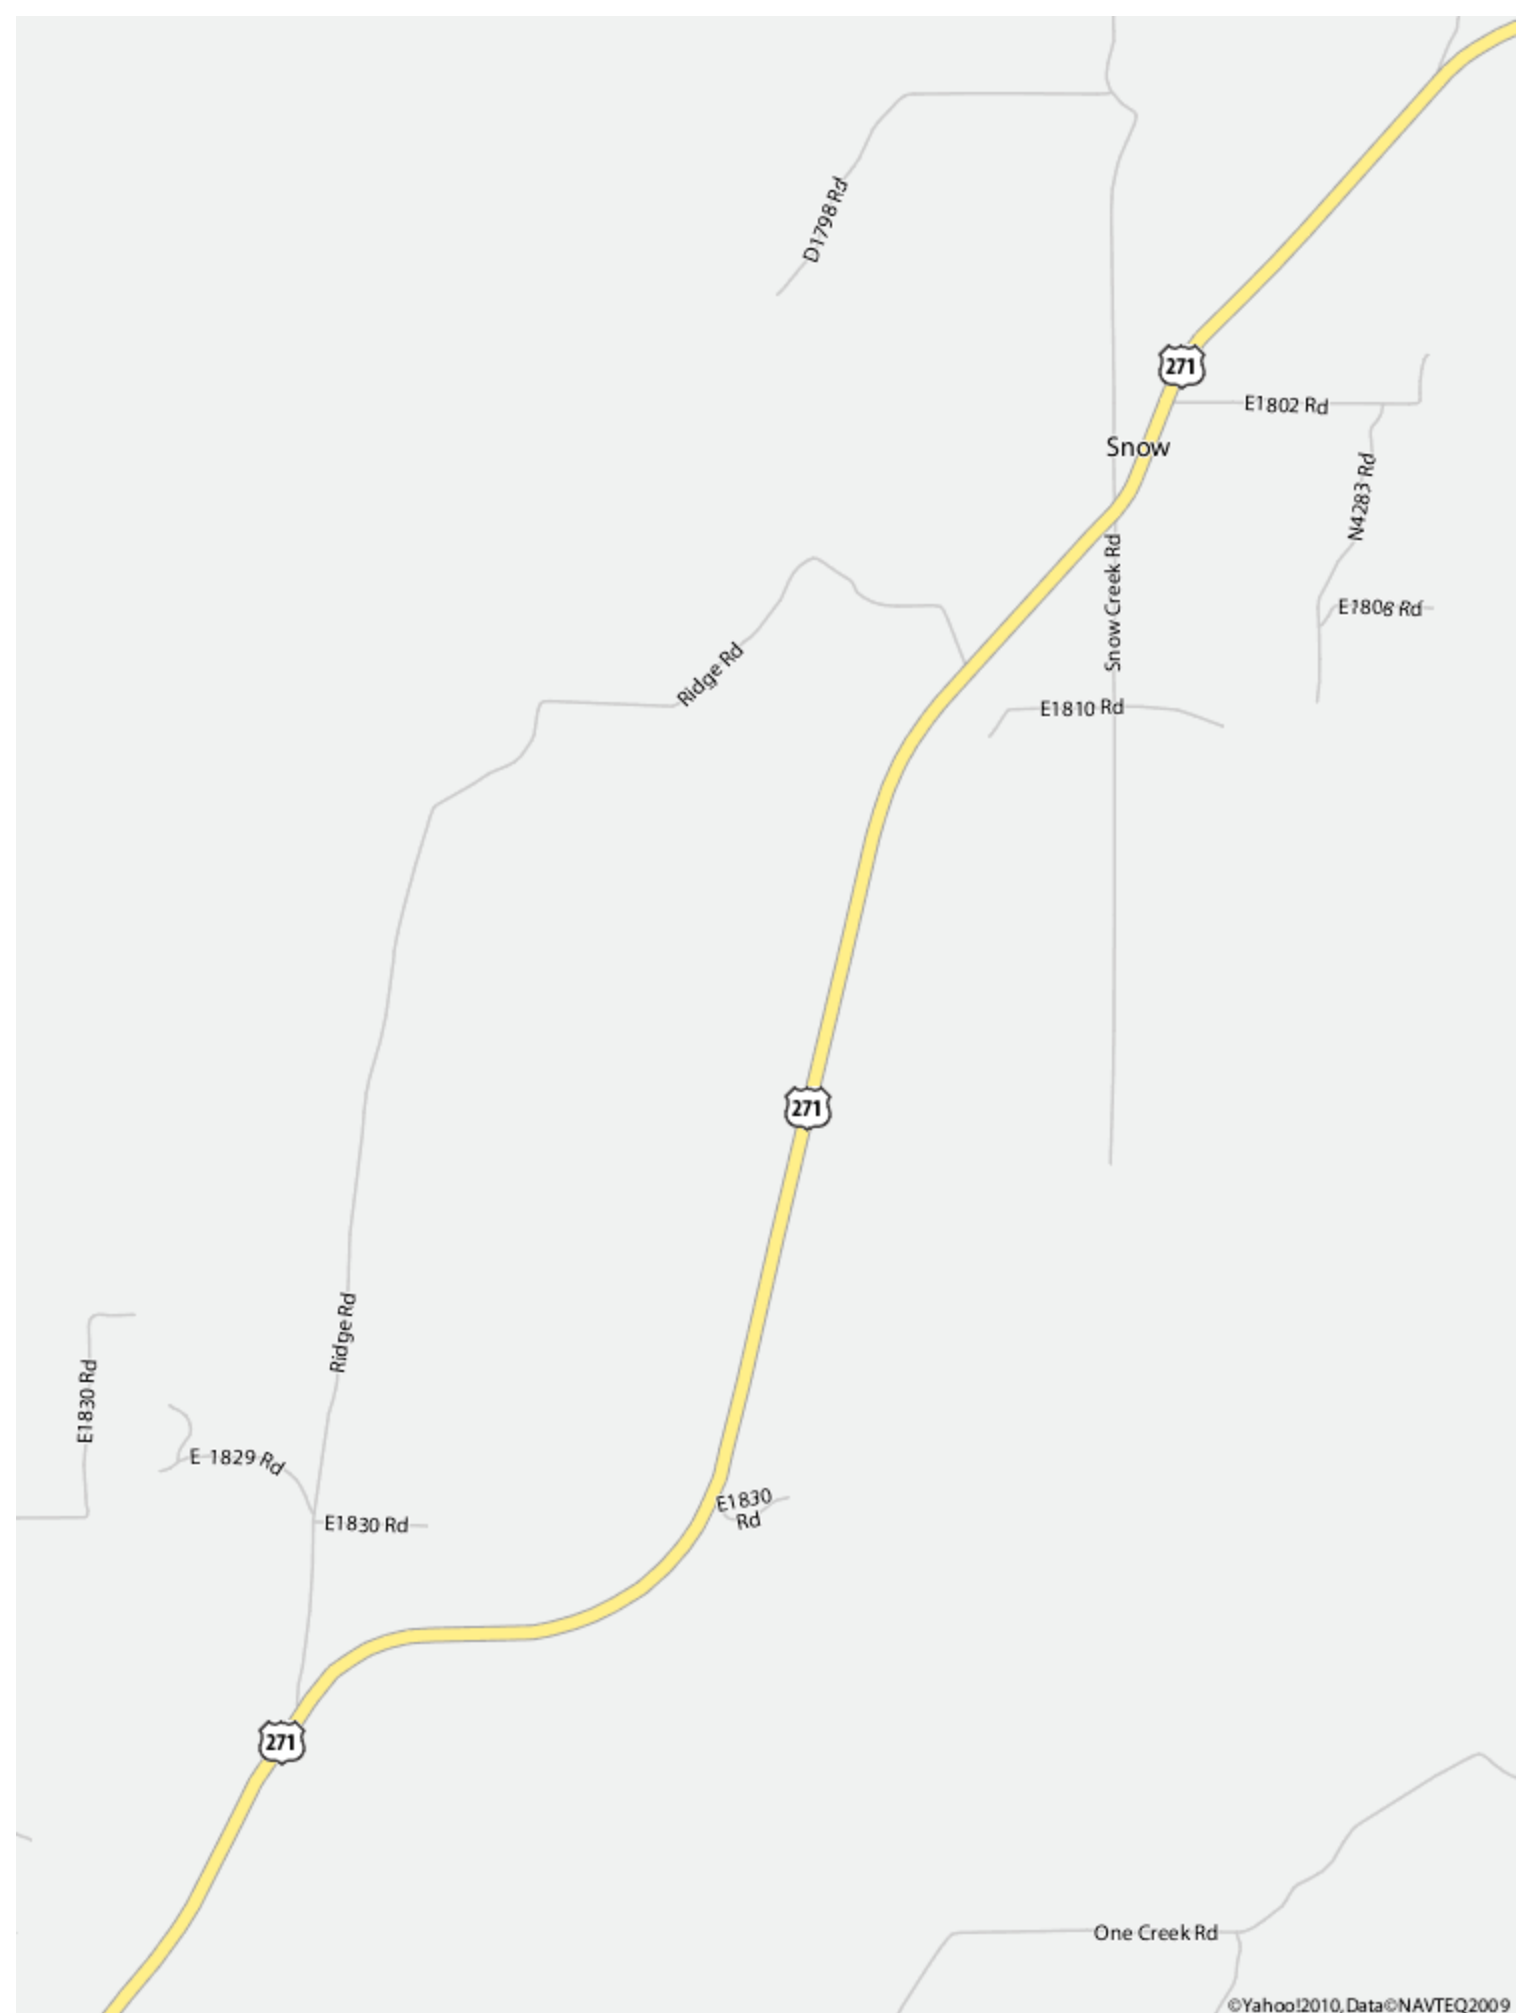 D1798 Rd
271
E1802 Rd
Snow
N4283 Rd
Snow Creek Rd
E1808 Rd
Ridge Rd
E1810 Rd
271
Ridge Rd
E1830 Rd
E 1829 Rd
E1830
Rd
E1830 Rd
271
One Creek Rd
©Yahoo!2010,Data©NAVTEQ2009